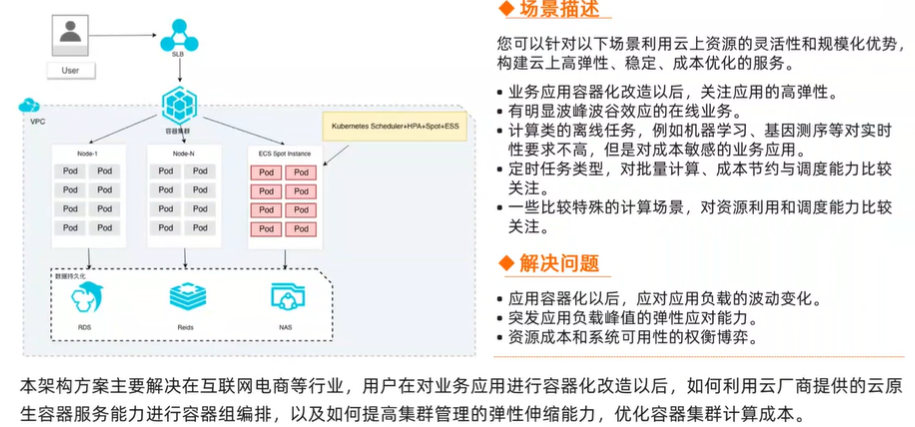 User
SLB
VPC
容器集群
Kubernetes Scheduler+HPA+Spot+ESS
Node-1
Node-N
ECS Spot Instance
Pod Pod Pod Pod Pod Pod
Pod Pod Pod Pod Pod Pod
Pod Pod Pod Pod Pod Pod
Pod Pod Pod Pod Pod Pod
数据持久化
RDS
Reids
NAS
◆ 场景描述
您可以针对以下场景利用云上资源的灵活性和规模化优势，
构建云上高弹性、稳定、成本优化的服务。
• 业务应用容器化改造以后，关注应用的高弹性。
• 有明显波峰波谷效应的在线业务。
• 计算类的离线任务，例如机器学习、基因测序等对实时
性要求不高，但是对成本敏感的业务应用。
• 定时任务类型，对批量计算、成本节约与调度能力比较
关注。
• 一些比较特殊的计算场景，对资源利用和调度能力比较
关注。
◆ 解决问题
• 应用容器化以后，应对应用负载的波动变化。
• 突发应用负载峰值的弹性应对能力。
• 资源成本和系统可用性的权衡博弈。
本架构方案主要解决在互联网电商等行业，用户在对业务应用进行容器化改造以后，如何利用云厂商提供的云原
生容器服务能力进行容器组编排，以及如何提高集群管理的弹性伸缩能力，优化容器集群计算成本。